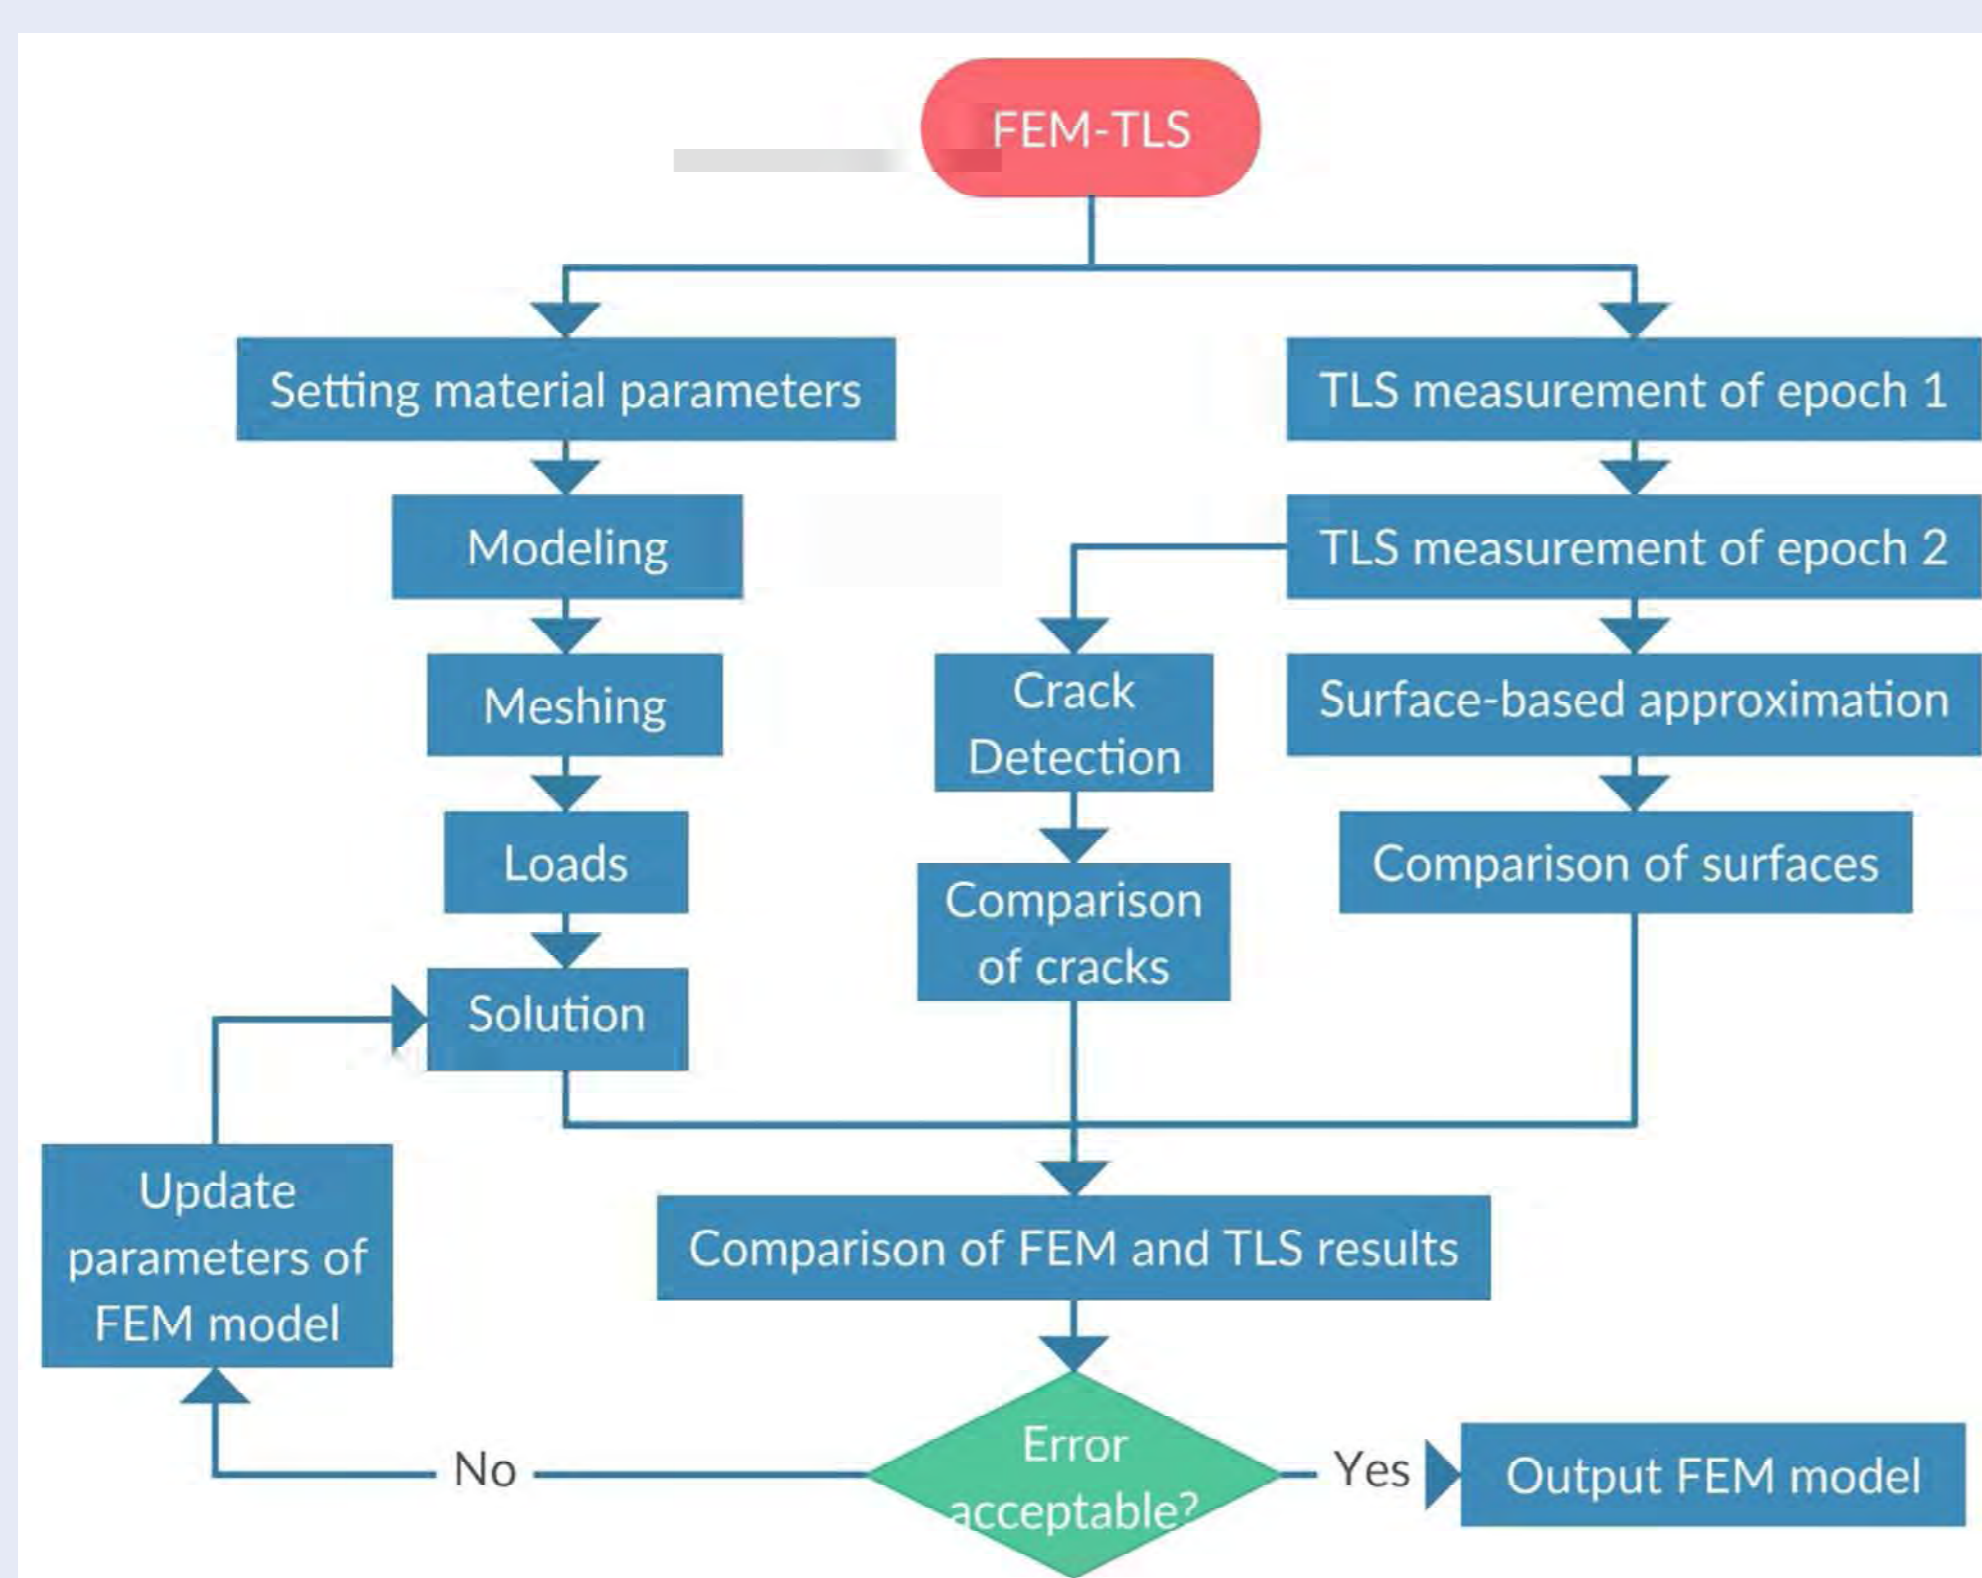 FEM-TLS
Setting material parameters
Modeling
Meshing
Loads
Solution
Update
parameters of
FEM model
TLS measurement of epoch 1
TLS measurement of epoch 2
Crack
Detection
Comparison
of cracks
Surface-based approximation
Comparison of surfaces
Comparison of FEM and TLS results
Error
acceptable?
No
Yes
Output FEM model